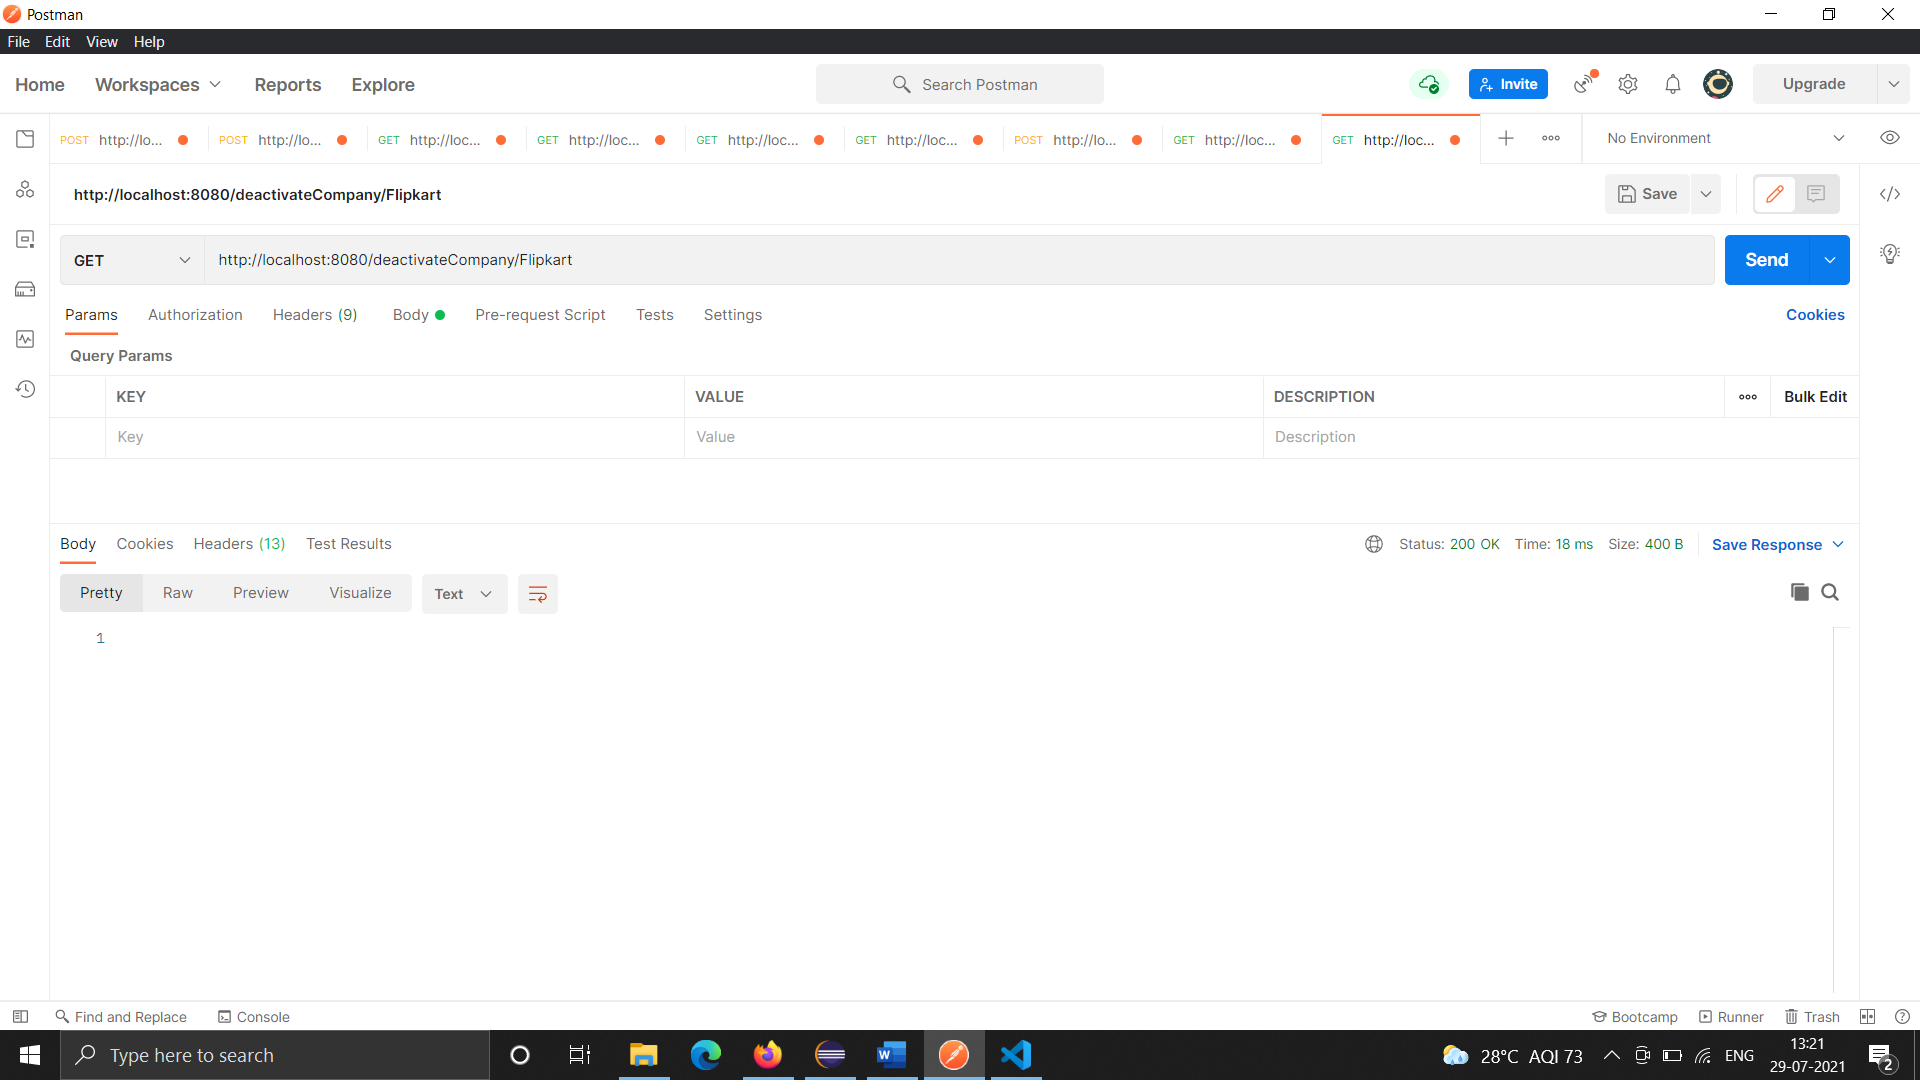 Postman
File Edit View Help
Home Workspaces Reports Explore Search Postman Invite Upgrade
POST http://lo... POST http://lo... GET http://loc... GET http://loc... GET http://loc... GET http://loc... POST http://lo... GET http://loc... GET http://loc... No Environment
http://localhost:8080/deactivateCompany/Flipkart Save
GET http://localhost:8080/deactivateCompany/Flipkart Send
Params Authorization Headers (9) Body Pre-request Script Tests Settings Cookies
Query Params
KEY VALUE DESCRIPTION Bulk Edit
Key Value Description
Body Cookies Headers (13) Test Results Status: 200 OK Time: 18 ms Size: 400 B Save Response
Pretty Raw Preview Visualize Text
1
Find and Replace Console Bootcamp Runner Trash
Type here to search 28°C AQI 73 ENG 13:21
29-07-2021 2